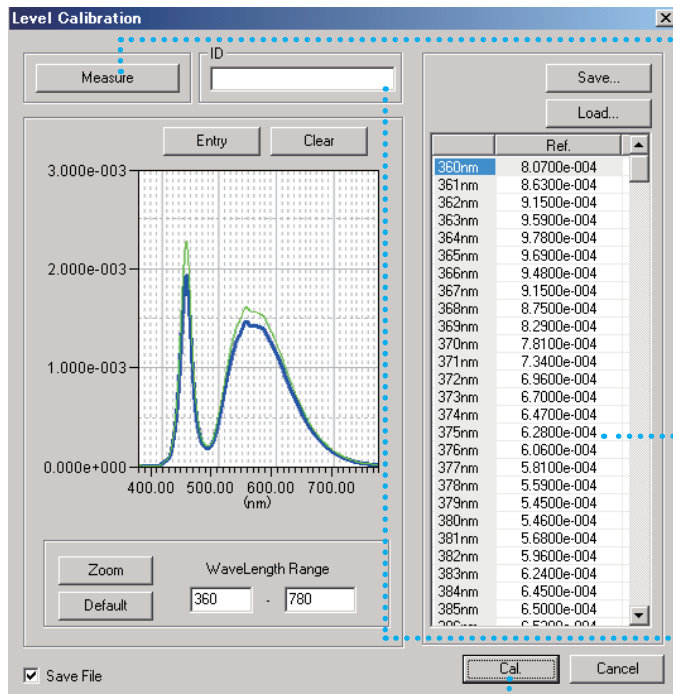 Level Calibration
Measure
ID
Save...
Load...
Entry
Clear
3.000e-003
2.000e-003
1.000e-003
0.000e+000
400.00 500.00 600.00 700.00
(nm)
Zoom
Default
WaveLength Range
360 - 780
Ref.
360nm 8.0700e-004
361nm 8.6300e-004
362nm 9.1500e-004
363nm 9.5900e-004
364nm 9.7800e-004
365nm 9.6900e-004
366nm 9.4800e-004
367nm 9.1500e-004
368nm 8.7500e-004
369nm 8.2900e-004
370nm 7.8100e-004
371nm 7.3400e-004
372nm 6.9600e-004
373nm 6.7000e-004
374nm 6.4700e-004
375nm 6.2800e-004
376nm 6.0600e-004
377nm 5.8100e-004
378nm 5.5900e-004
379nm 5.4500e-004
380nm 5.4600e-004
381nm 5.6800e-004
382nm 5.9600e-004
383nm 6.2400e-004
384nm 6.4500e-004
385nm 6.5000e-004
Save File
Cal.
Cancel